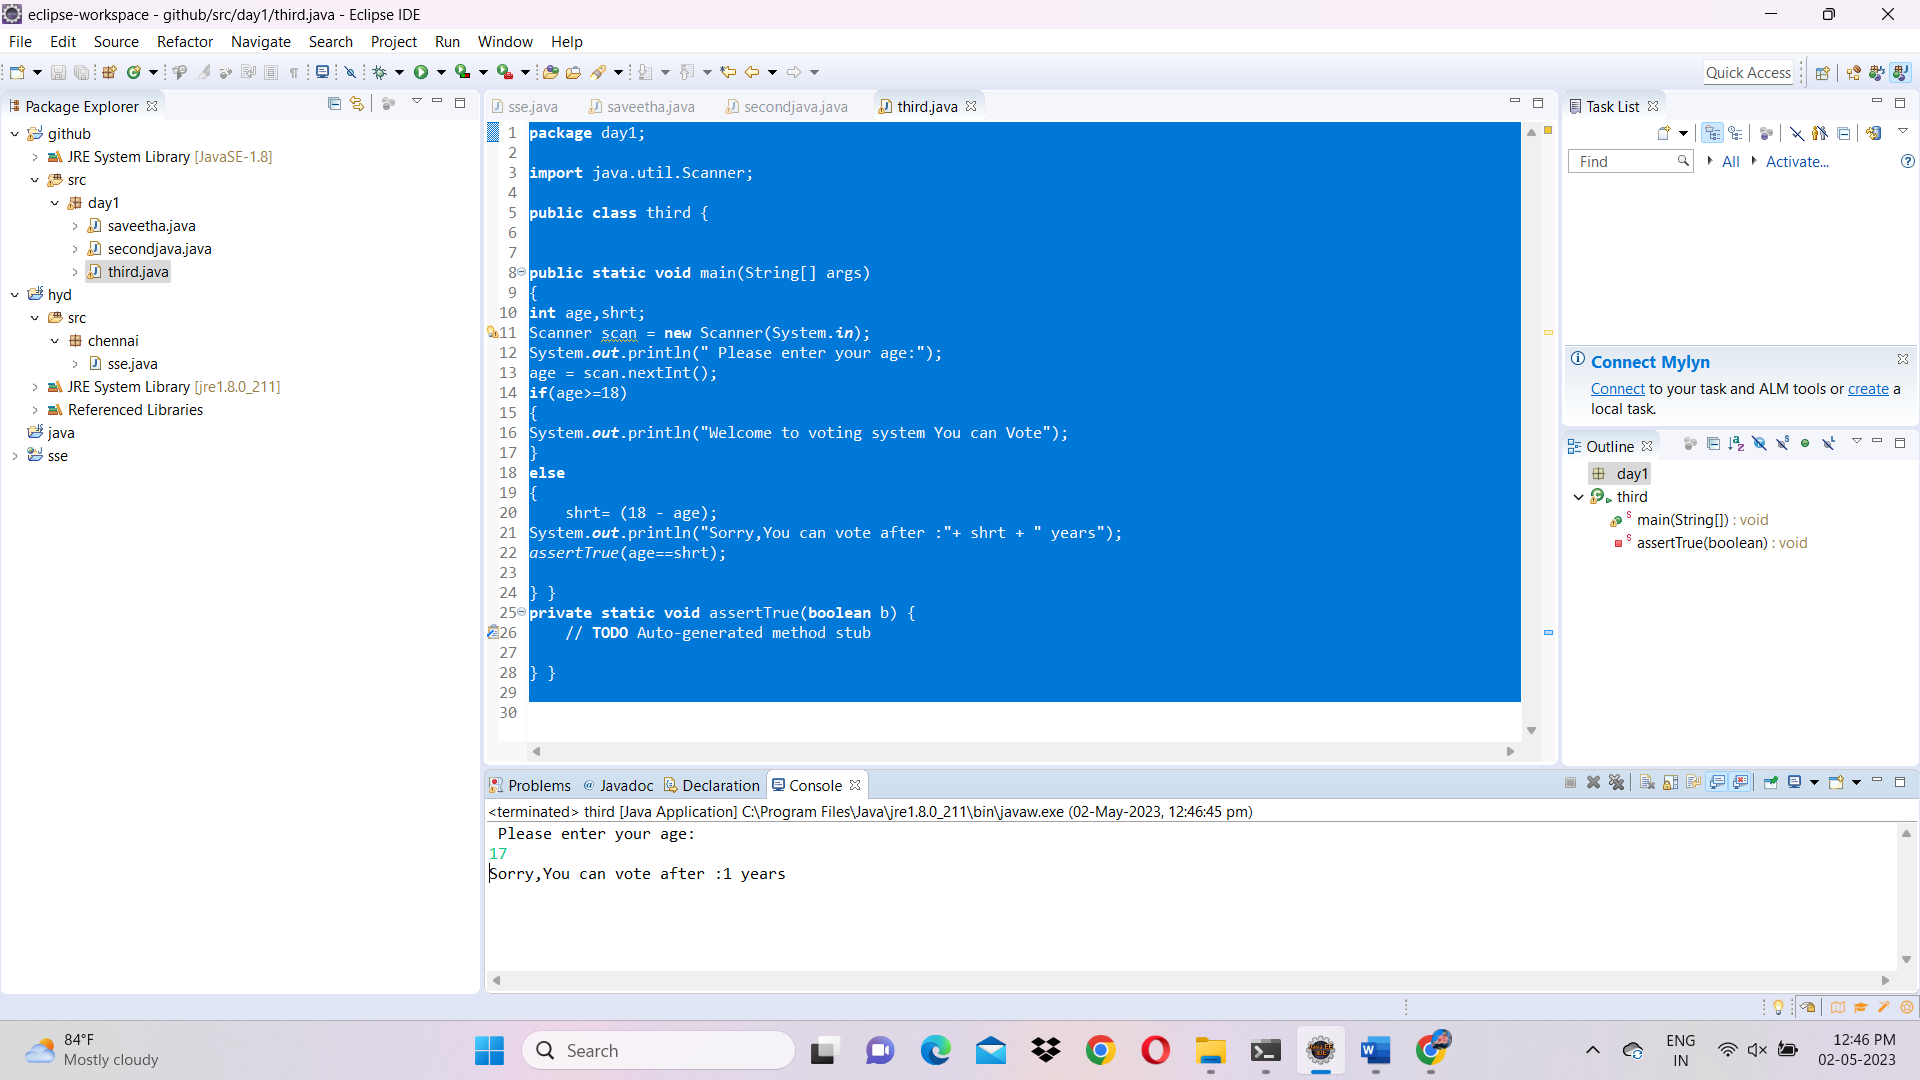 eclipse-workspace - github/src/day1/third.java - Eclipse IDE
File Edit Source Refactor Navigate Search Project Run Window Help
Quick Access
Package Explorer
github
JRE System Library [JavaSE-1.8]
src
day1
saveetha.java
secondjava.java
third.java
hyd
src
chennai
sse.java
JRE System Library [jre1.8.0_211]
Referenced Libraries
java
sse
sse.java saveetha.java secondjava.java third.java
1 package day1;
2
3 import java.util.Scanner;
4
5 public class third {
6
7
8 public static void main(String[] args)
9 {
10 int age,shrt;
11 Scanner scan = new Scanner(System.in);
12 System.out.println(" Please enter your age:");
13 age = scan.nextInt();
14 if(age>=18)
15 {
16 System.out.println("Welcome to voting system You can Vote");
17 }
18 else
19 {
20     shrt= (18 - age);
21 System.out.println("Sorry,You can vote after :"+ shrt + " years");
22 assertTrue(age==shrt);
23
24 } }
25 private static void assertTrue(boolean b) {
26     // TODO Auto-generated method stub
27
28 } }
29
30
Task List
Find All Activate...
Connect Mylyn
Connect to your task and ALM tools or create a
local task.
Outline
day1
third
main(String[]) : void
assertTrue(boolean) : void
Problems @ Javadoc Declaration Console
<terminated> third [Java Application] C:\Program Files\Java\jre1.8.0_211\bin\javaw.exe (02-May-2023, 12:46:45 pm)
Please enter your age:
17
Sorry,You can vote after :1 years
84°F
Mostly cloudy
Search
ENG
IN
12:46 PM
02-05-2023